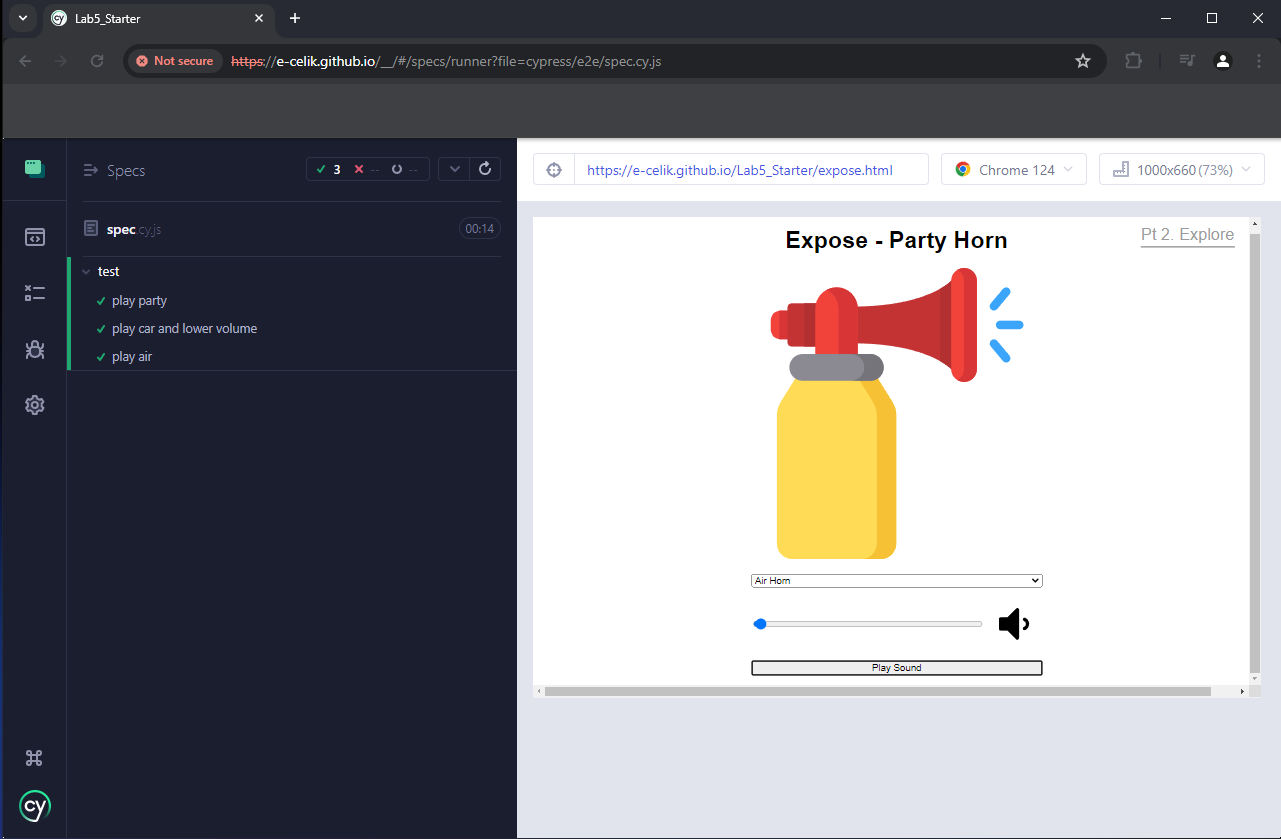 Lab5_Starter
Not secure https://e-celik.github.io/__/#/specs/runner?file=cypress/e2e/spec.cy.js
Specs 3 -- --
https://e-celik.github.io/Lab5_Starter/expose.html Chrome 124 1000x660 (73%)
spec.cy.js 00:14
test
play party
play car and lower volume
play air
Expose - Party Horn
Pt 2. Explore
Air Horn
Play Sound
cy